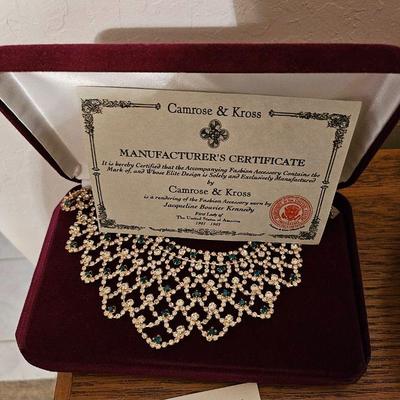 Camrose & Kross
MANUFACTURER'S CERTIFICATE
It is hereby Certified that the Accompanying Fashion Accessory Contains the
Mark of, and Whose Elite Design is Solely and Exclusively Manufactured
by
Camrose & Kross
is a rendering of the Fashion Accessory worn by
Jacqueline Bouvier Kennedy
First Lady of
The United States of America
1961 - 1963